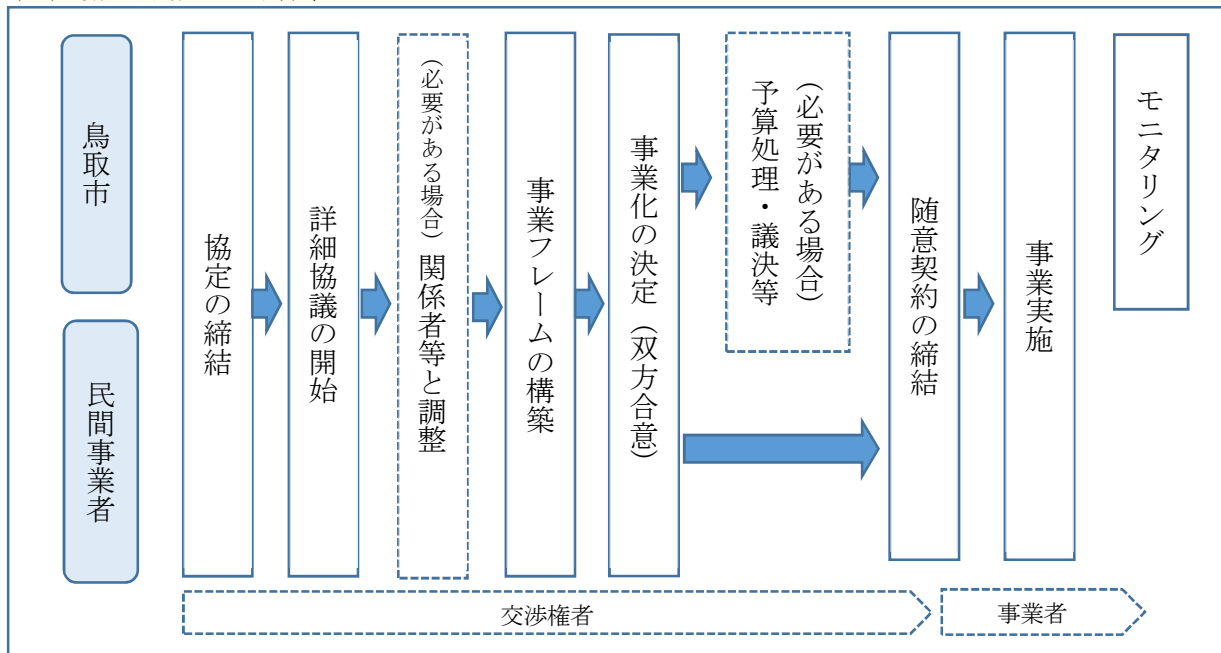 鳥取市
民間事業者
協定の締結
詳細協議の開始
(必要がある場合)関係者等と調整
事業フレームの構築
事業化の決定(双方合意)
(必要がある場合)
予算処理・議決等
随意契約の締結
事業実施
モニタリング
交渉権者
事業者